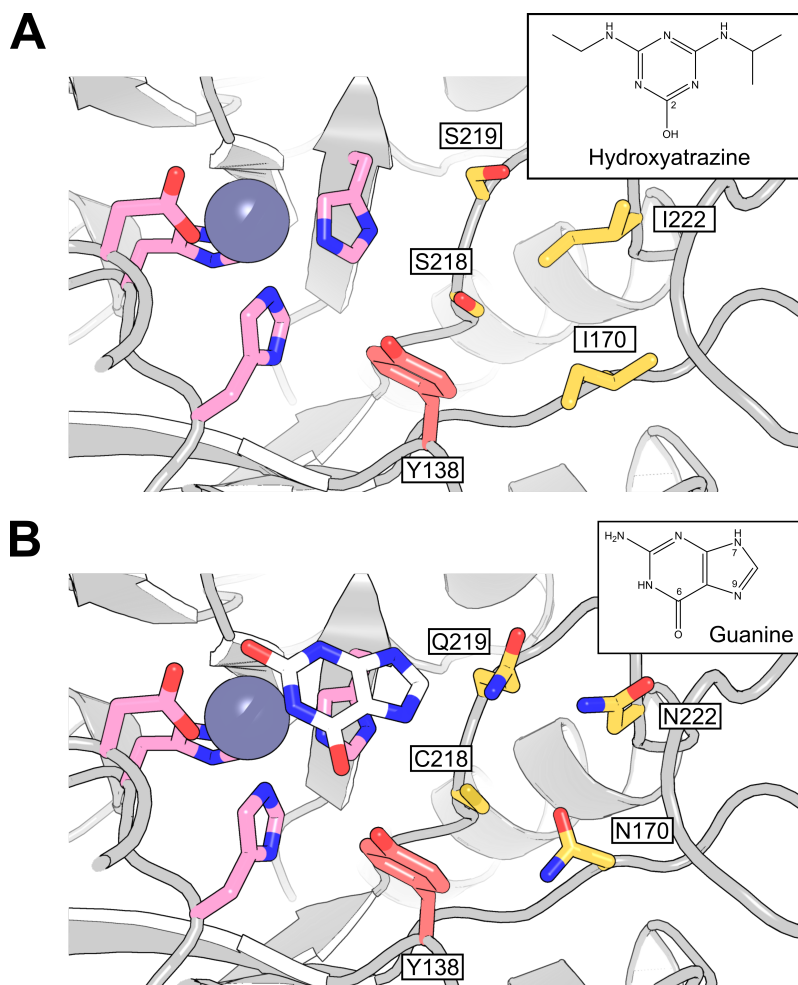 A
H
N
N
H
N
N
N
2
OH
Hydroxyatrazine
S219
I222
S218
I170
Y138
B
H₂N
N
H
N
7
HN
6
9
N
O
Guanine
Q219
N222
C218
N170
Y138